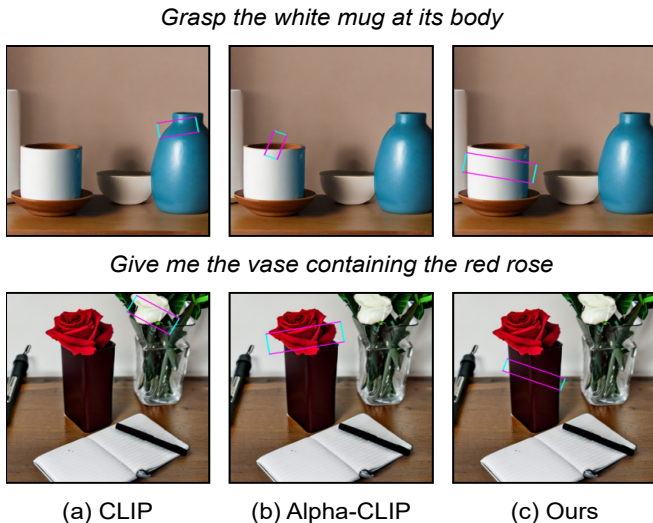 Grasp the white mug at its body
Give me the vase containing the red rose
(a) CLIP
(b) Alpha-CLIP
(c) Ours